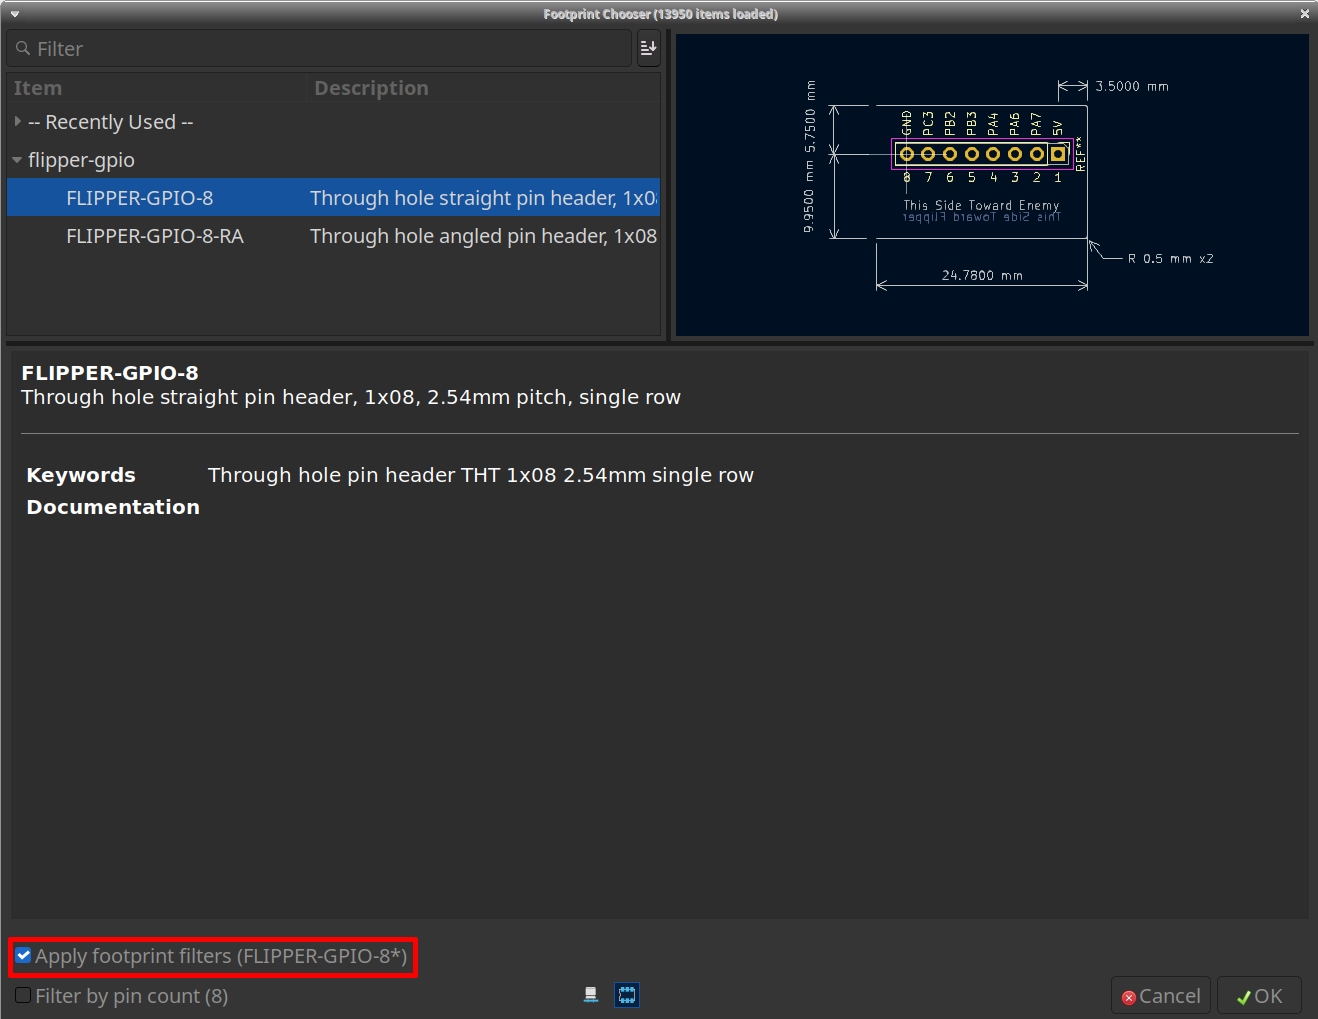 Footprint Chooser (13950 items loaded)
Filter
Item Description
-- Recently Used --
flipper-gpio
FLIPPER-GPIO-8 Through hole straight pin header, 1x0
FLIPPER-GPIO-8-RA Through hole angled pin header, 1x08
3.5000 mm
5.7500 mm
9.9500 mm
GND PC3 PB2 PB3 PA4 PA6 PA7 5V
REF**
8 7 6 5 4 3 2 1
This Side Toward Enemy
This Side Toward Flipper
R 0.5 mm x2
24.7800 mm
FLIPPER-GPIO-8
Through hole straight pin header, 1x08, 2.54mm pitch, single row
Keywords Through hole pin header THT 1x08 2.54mm single row
Documentation
Apply footprint filters (FLIPPER-GPIO-8*)
Filter by pin count (8)
Cancel
OK